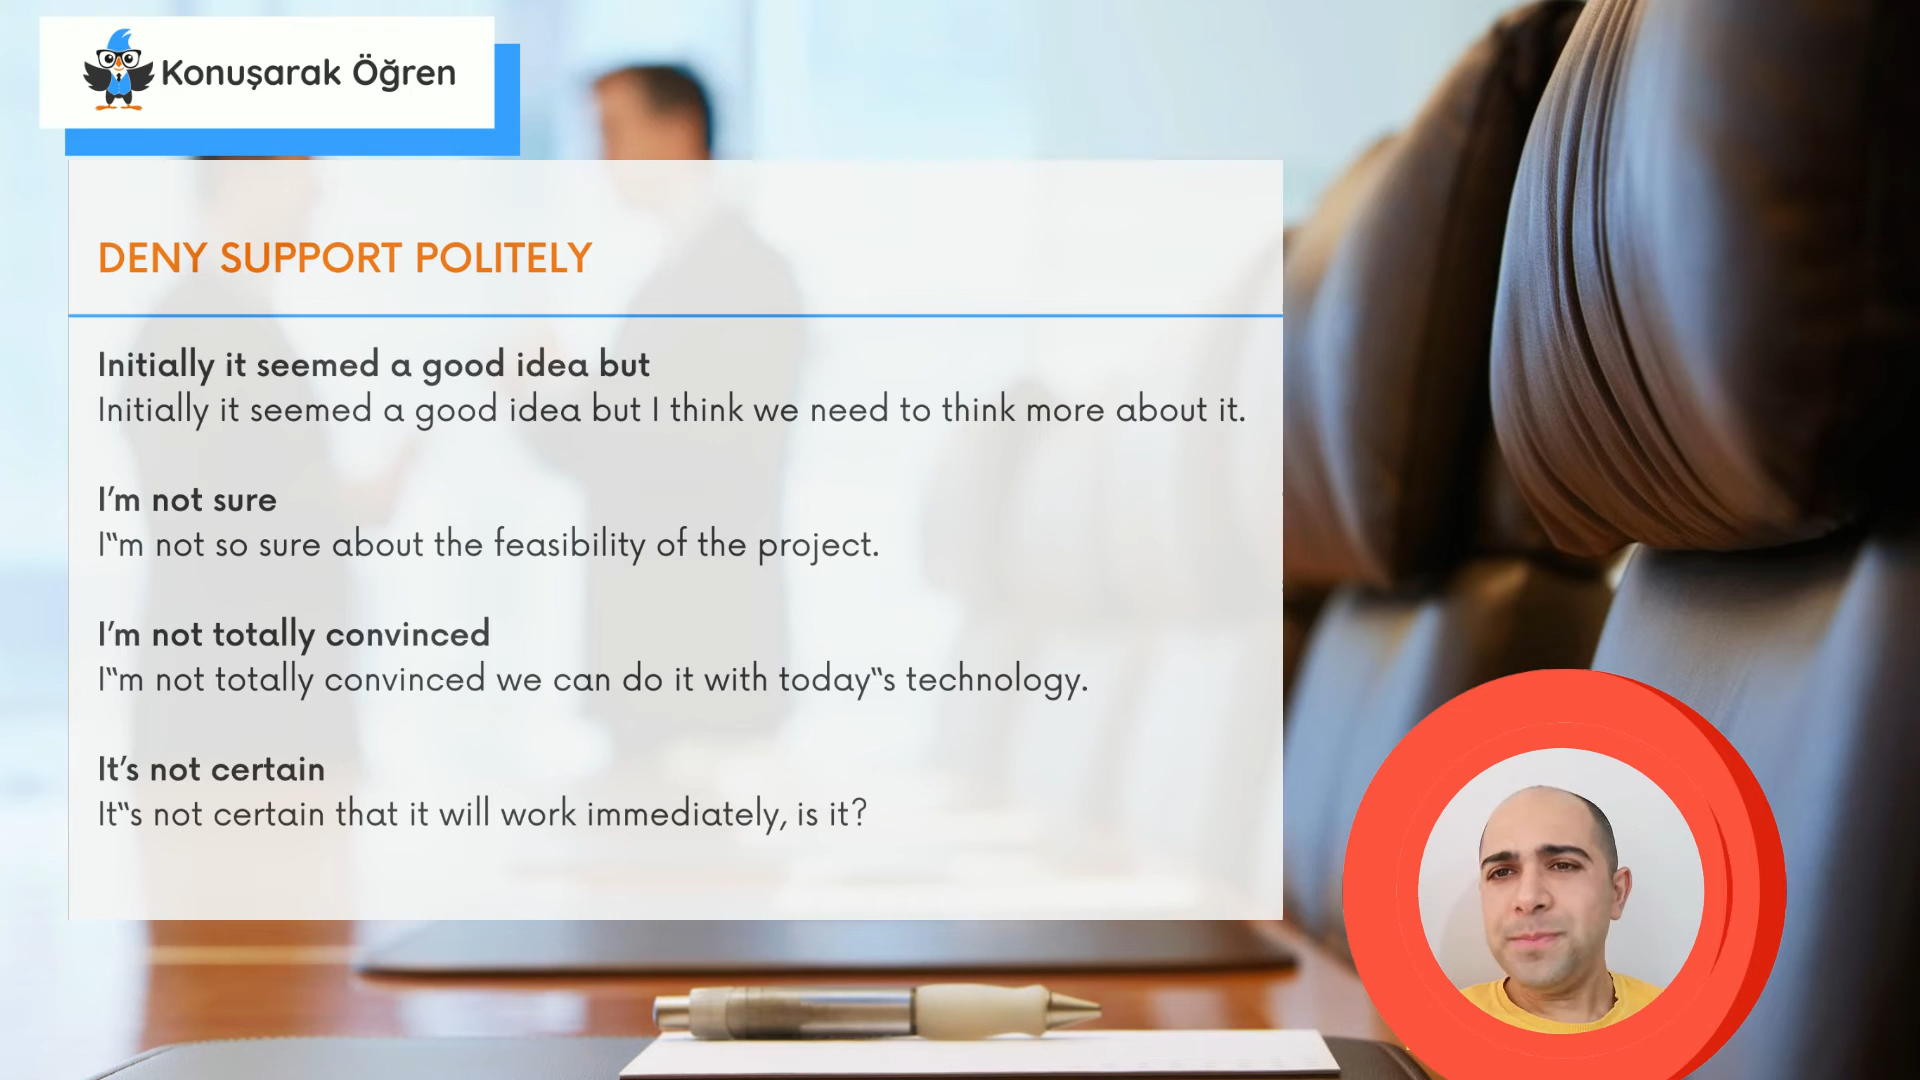 Konuşarak Öğren
DENY SUPPORT POLITELY
Initially it seemed a good idea but
Initially it seemed a good idea but I think we need to think more about it.
I’m not sure
I‟m not so sure about the feasibility of the project.
I’m not totally convinced
I‟m not totally convinced we can do it with today‟s technology.
It’s not certain
It‟s not certain that it will work immediately, is it?